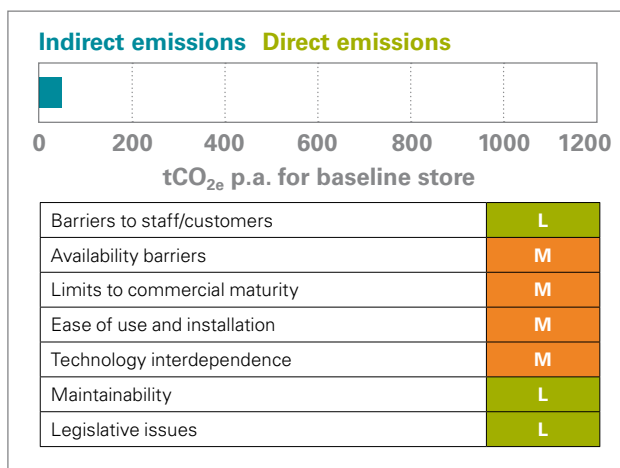 Indirect emissions Direct emissions
0 200 400 600 800 1000 1200
tCO2e p.a. for baseline store
Barriers to staff/customers L
Availability barriers M
Limits to commercial maturity M
Ease of use and installation M
Technology interdependence M
Maintainability L
Legislative issues L